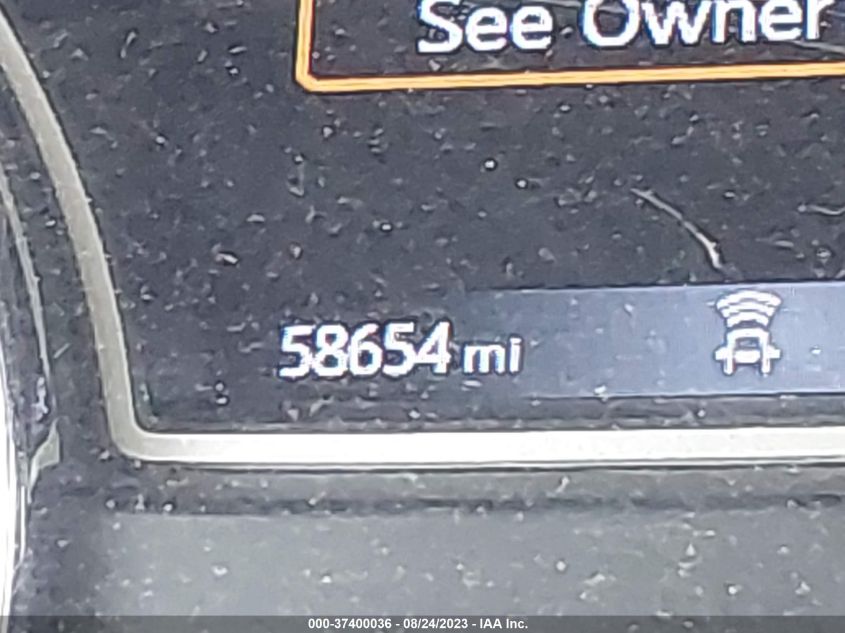 See Owner
58654 mi
000-37400036 - 08/24/2023 - IAA Inc.